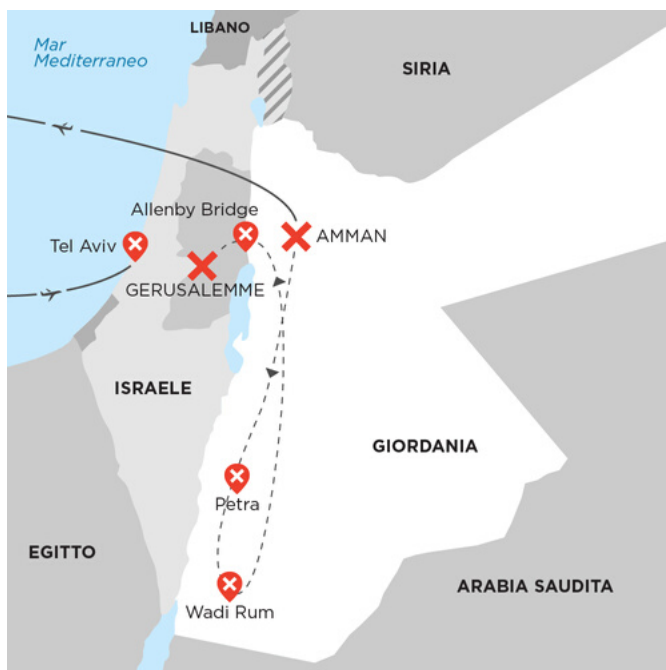 LIBANO
Mar
Mediterraneo
SIRIA
Allenby Bridge
Tel Aviv
AMMAN
GERUSALEMME
ISRAELE
GIORDANIA
Petra
EGITTO
ARABIA SAUDITA
Wadi Rum